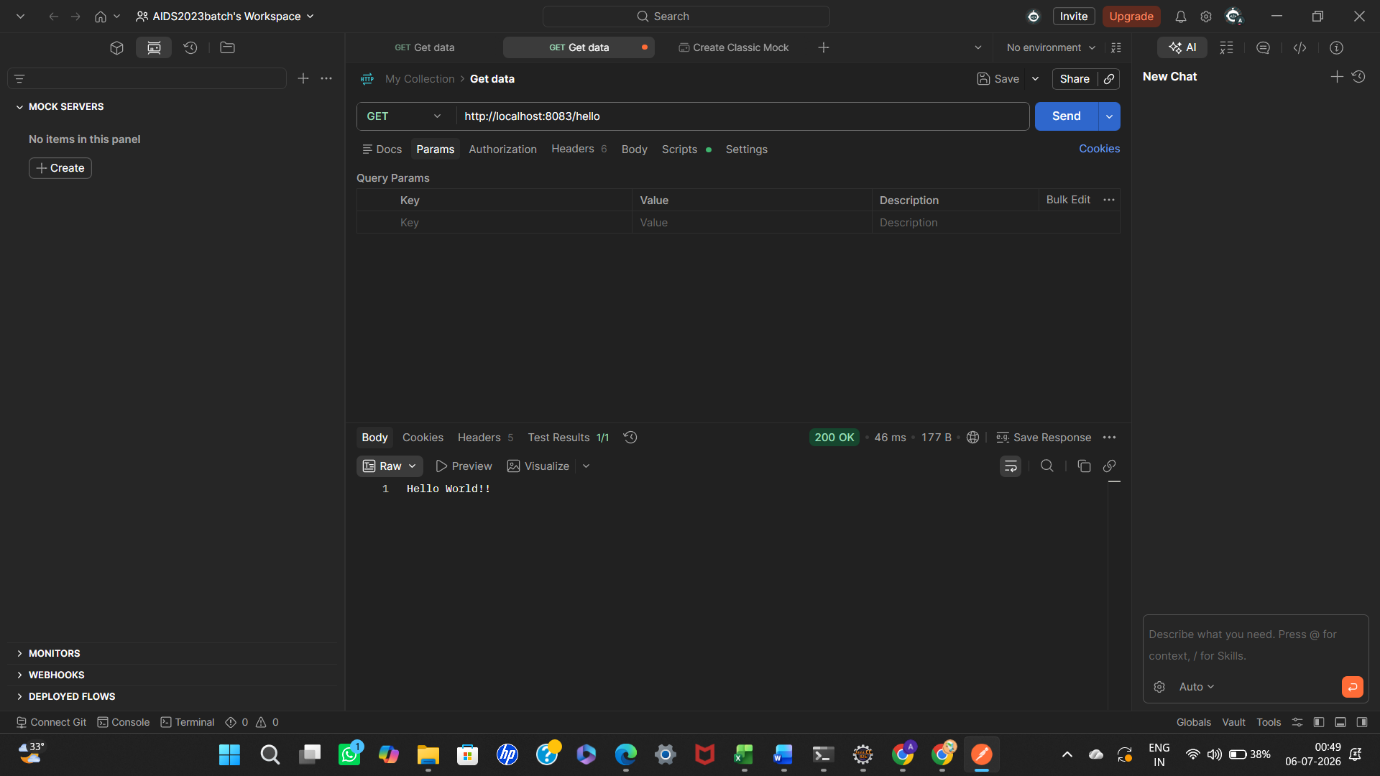 AIDS2023batch's Workspace
Search
Invite
Upgrade
GET Get data
GET Get data
Create Classic Mock
No environment
AI
My Collection > Get data
Save
Share
New Chat
MOCK SERVERS
No items in this panel
Create
GET
http://localhost:8083/hello
Send
Docs
Params
Authorization
Headers 6
Body
Scripts
Settings
Cookies
Query Params
Key Value Description Bulk Edit
Key Value Description
Body
Cookies
Headers 5
Test Results 1/1
200 OK
46 ms
177 B
e.g. Save Response
Raw
Preview
Visualize
1 Hello World!!
Describe what you need. Press @ for
context, / for Skills.
Auto
MONITORS
WEBHOOKS
DEPLOYED FLOWS
Connect Git
Console
Terminal
0
0
Globals
Vault
Tools
33°
1
hp
A
ENG
IN
38%
00:49
06-07-2026